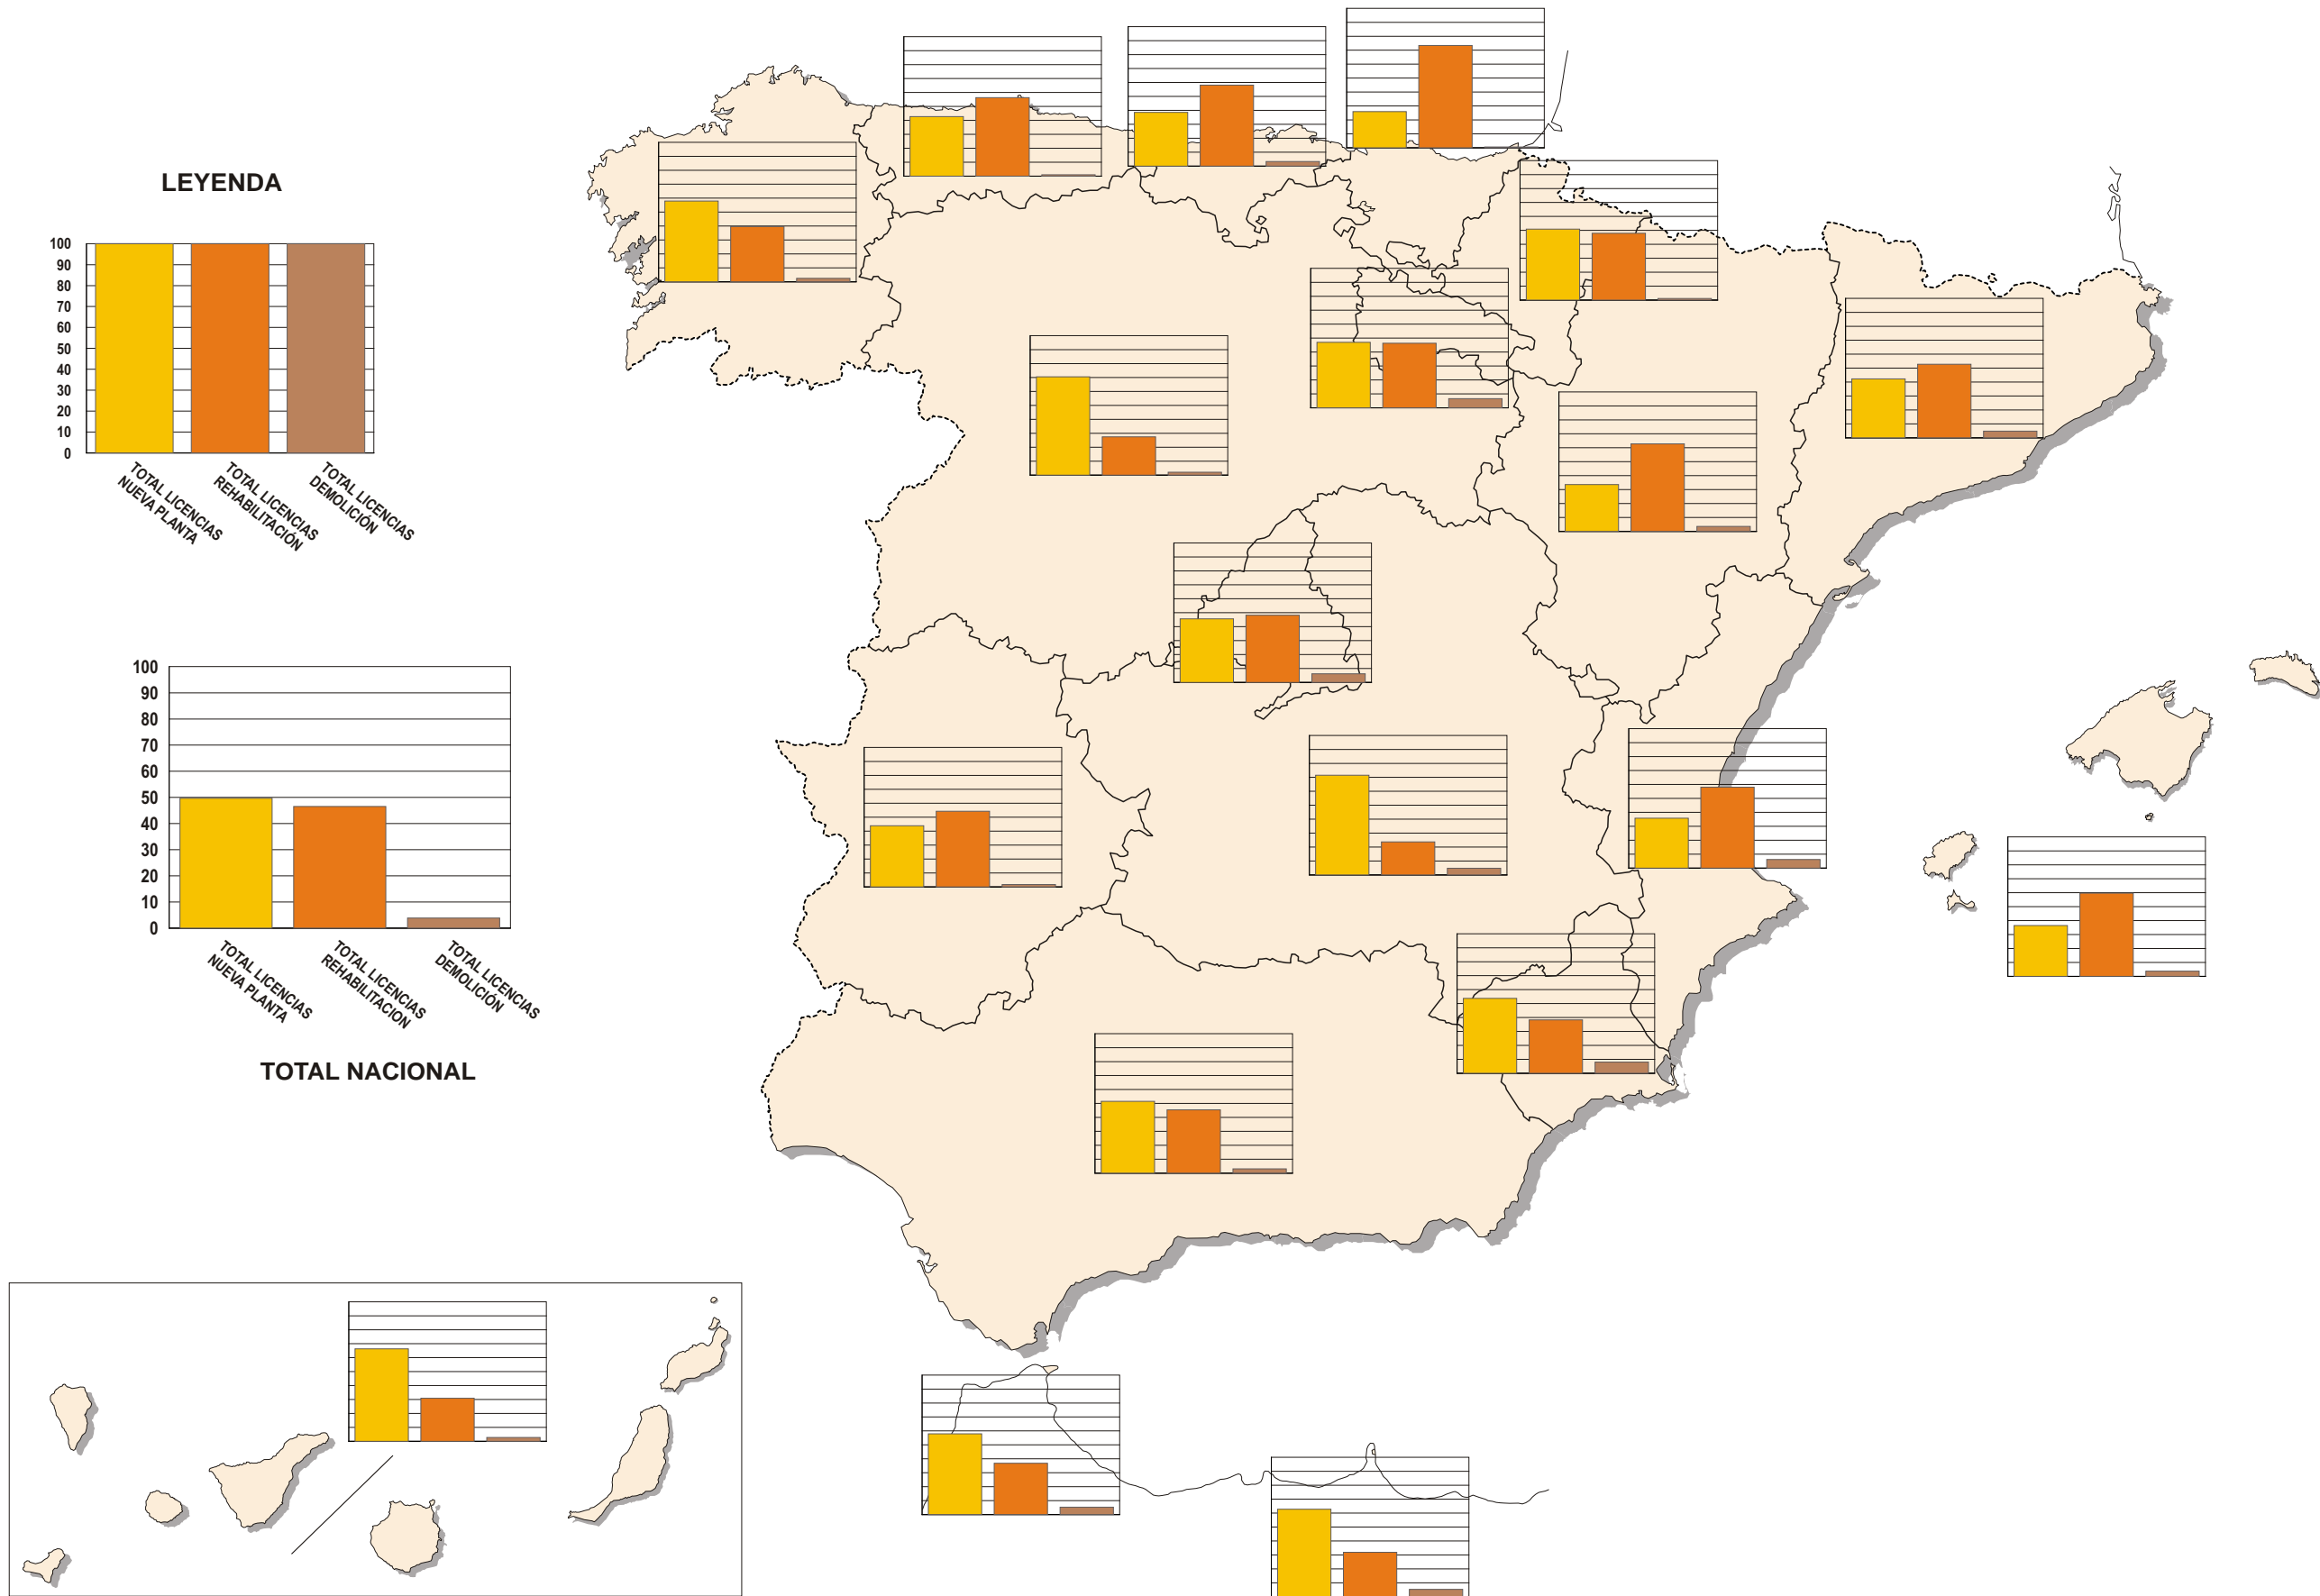 LEYENDA
100
90
80
70
60
50
40
30
20
10
0
TOTAL LICENCIAS
NUEVA PLANTA
TOTAL LICENCIAS
REHABILITACIÓN
TOTAL LICENCIAS
DEMOLICIÓN
100
90
80
70
60
50
40
30
20
10
0
TOTAL LICENCIAS
NUEVA PLANTA
TOTAL LICENCIAS
REHABILITACION
TOTAL LICENCIAS
DEMOLICIÓN
TOTAL NACIONAL